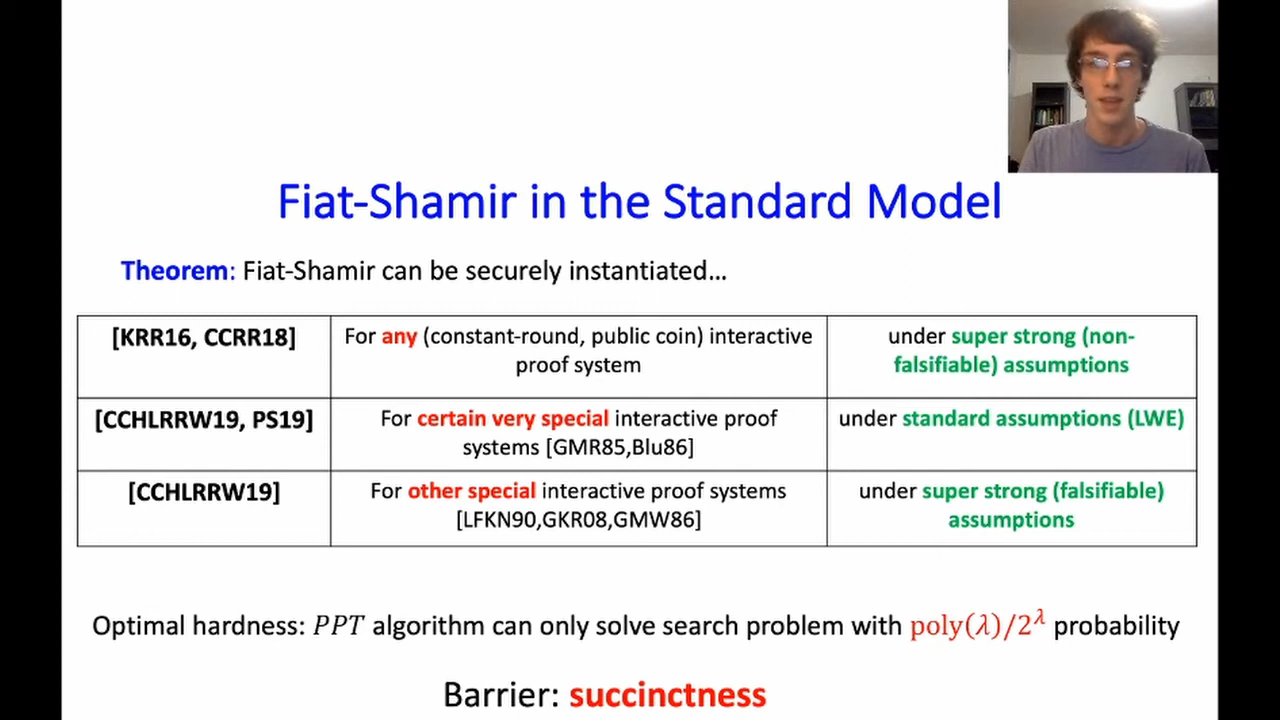 Fiat-Shamir in the Standard Model
Theorem: Fiat-Shamir can be securely instantiated…
[KRR16, CCRR18]
For any (constant-round, public coin) interactive
proof system
under super strong (non-
falsifiable) assumptions
[CCHLRRW19, PS19]
For certain very special interactive proof
systems [GMR85,Blu86]
under standard assumptions (LWE)
[CCHLRRW19]
For other special interactive proof systems
[LFKN90,GKR08,GMW86]
under super strong (falsifiable)
assumptions
Optimal hardness: PPT algorithm can only solve search problem with poly(λ)/2^λ probability
Barrier: succinctness